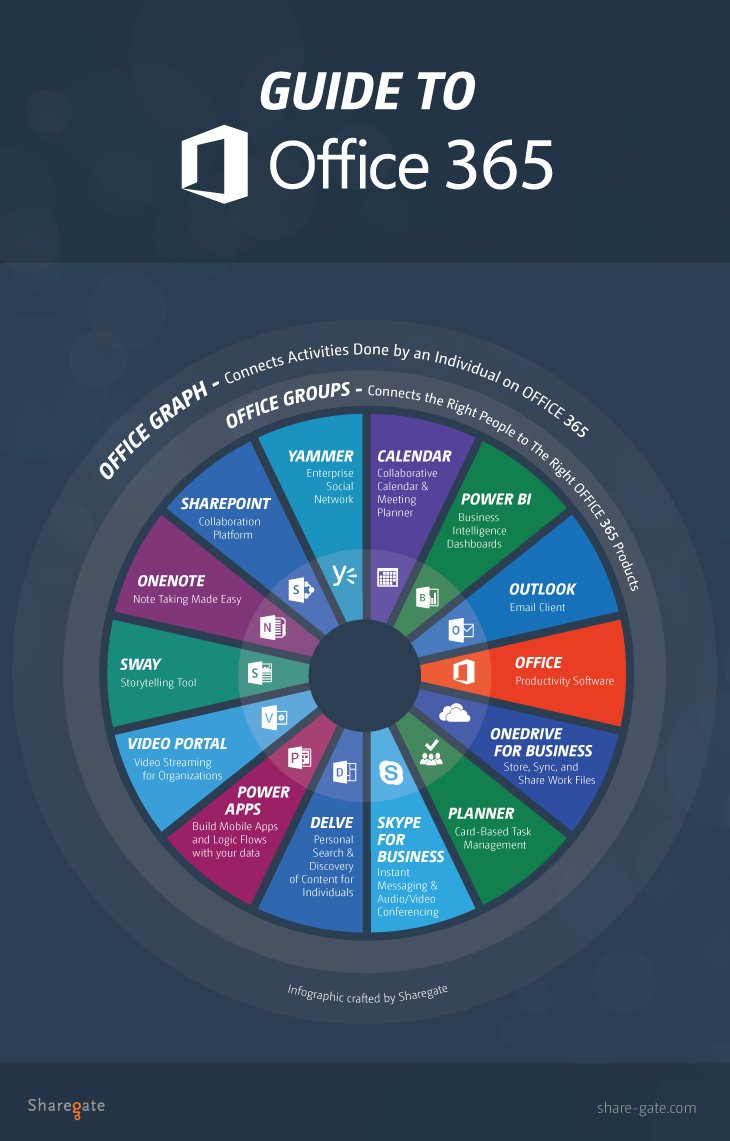 GUIDE TO
Office 365
OFFICE GRAPH - Connects Activities Done by an Individual on OFFICE 365
OFFICE GROUPS - Connects the Right People to The Right OFFICE 365 Products
YAMMER
Enterprise
Social
Network
CALENDAR
Collaborative
Calendar &
Meeting
Planner
POWER BI
Business
Intelligence
Dashboards
OUTLOOK
Email Client
OFFICE
Productivity Software
ONEDRIVE
FOR BUSINESS
Store, Sync, and
Share Work Files
PLANNER
Card-Based Task
Management
SKYPE
FOR
BUSINESS
Instant
Messaging &
Audio/Video
Conferencing
DELVE
Personal
Search &
Discovery
of Content for
Individuals
POWER
APPS
Build Mobile Apps
and Logic Flows
with your data
VIDEO PORTAL
Video Streaming
for Organizations
SWAY
Storytelling Tool
ONENOTE
Note Taking Made Easy
SHAREPOINT
Collaboration
Platform
Y
B
O
S
D
P
V
S
N
S
Infographic crafted by Sharegate
Sharegate
share-gate.com